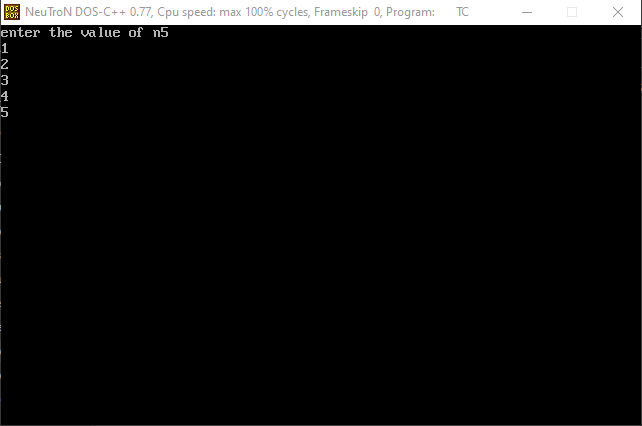 DOS
BOX
NeuTroN DOS-C++ 0.77, Cpu speed: max 100% cycles, Frameskip 0, Program: TC
enter the value of n5
1
2
3
4
5